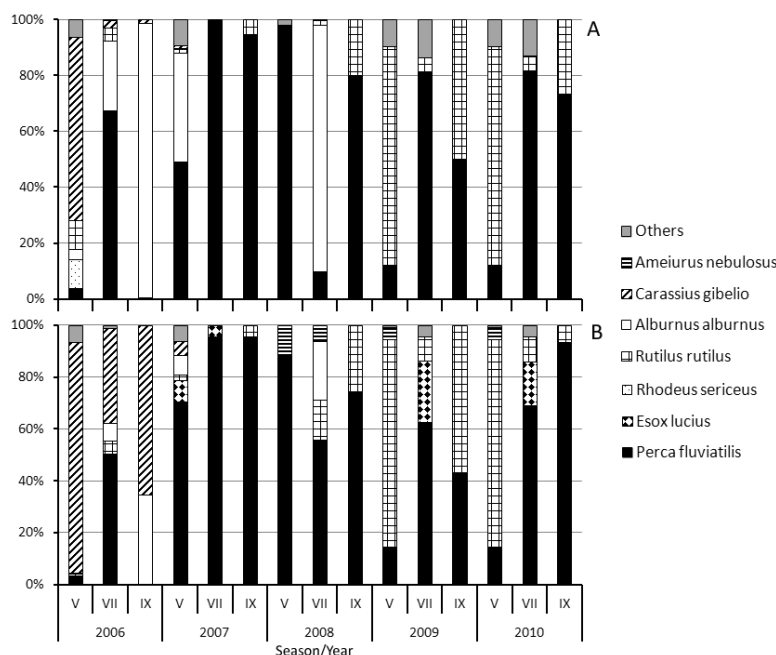 A
100%
80%
60%
40%
20%
0%
B
100%
80%
60%
40%
20%
0%
V VII IX V VII IX V VII IX V VII IX V VII IX
2006 2007 2008 2009 2010
Season/Year
Others
Ameiurus nebulosus
Carassius gibelio
Alburnus alburnus
Rutilus rutilus
Rhodeus sericeus
Esox lucius
Perca fluviatilis